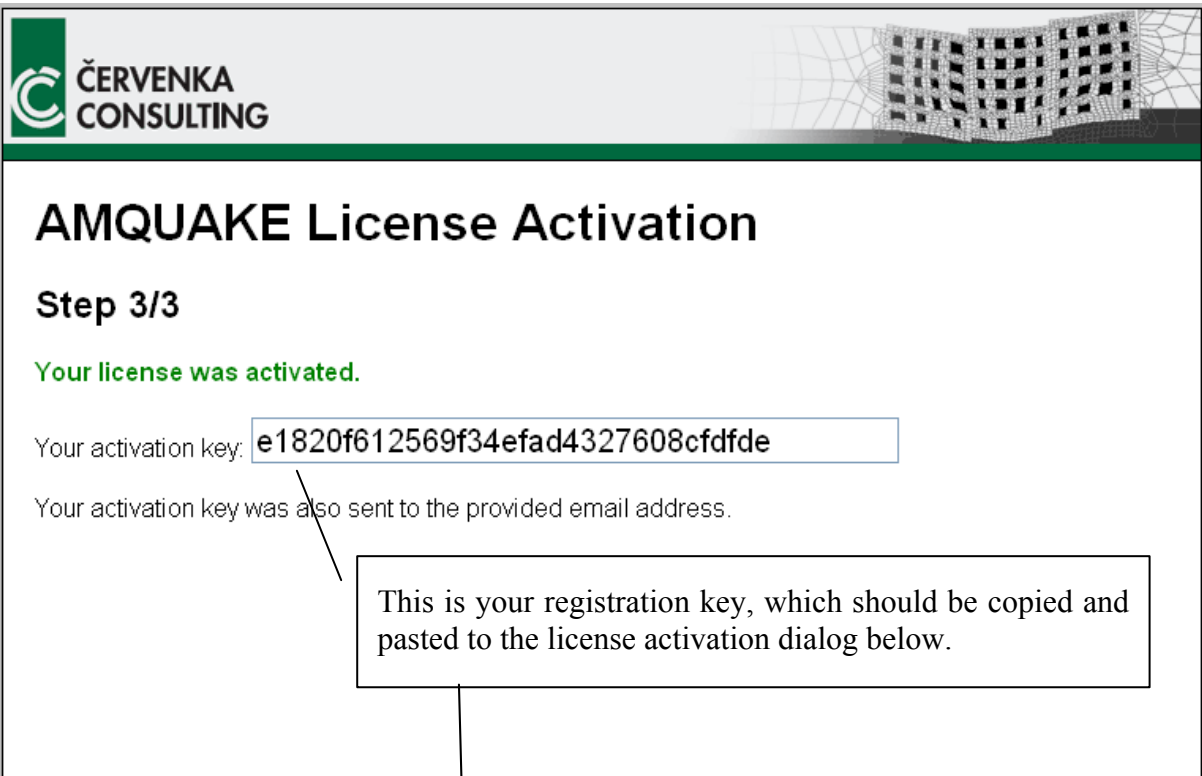 ČERVENKA
CONSULTING
AMQUAKE License Activation
Step 3/3
Your license was activated.
Your activation key: e1820f612569f34efad4327608cfdfde
Your activation key was also sent to the provided email address.
This is your registration key, which should be copied and
pasted to the license activation dialog below.